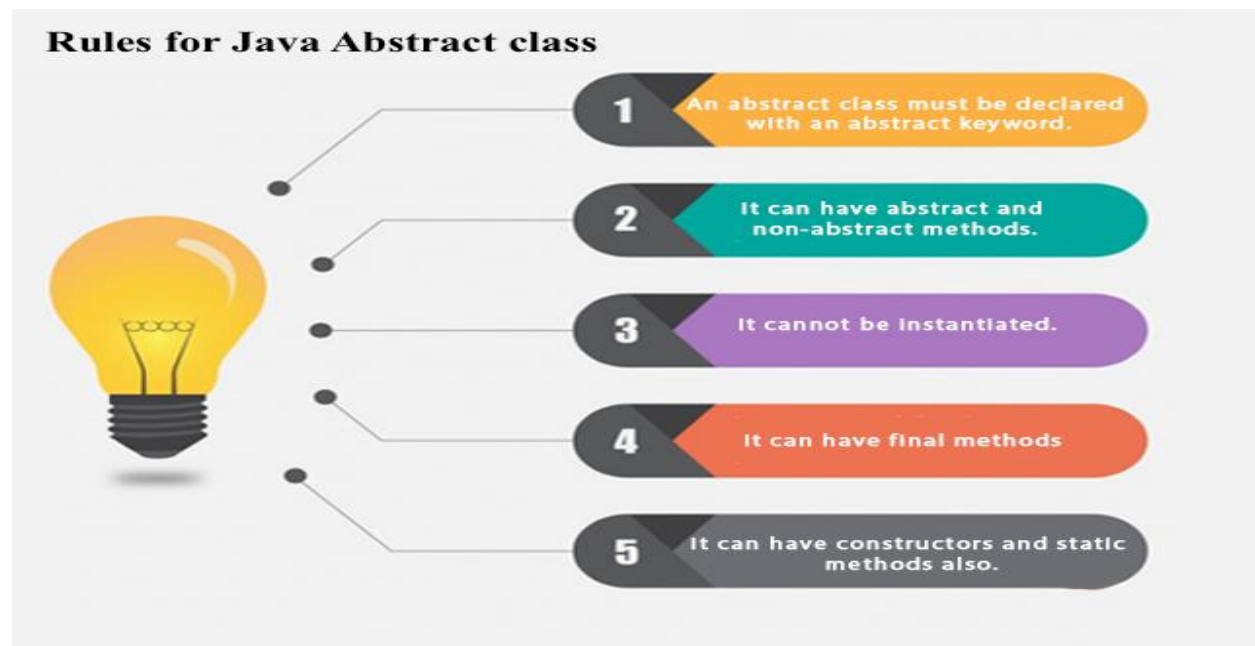 Rules for Java Abstract class
1
An abstract class must be declared
with an abstract keyword.
2
It can have abstract and
non-abstract methods.
3
It cannot be instantiated.
4
It can have final methods
5
It can have constructors and static
methods also.